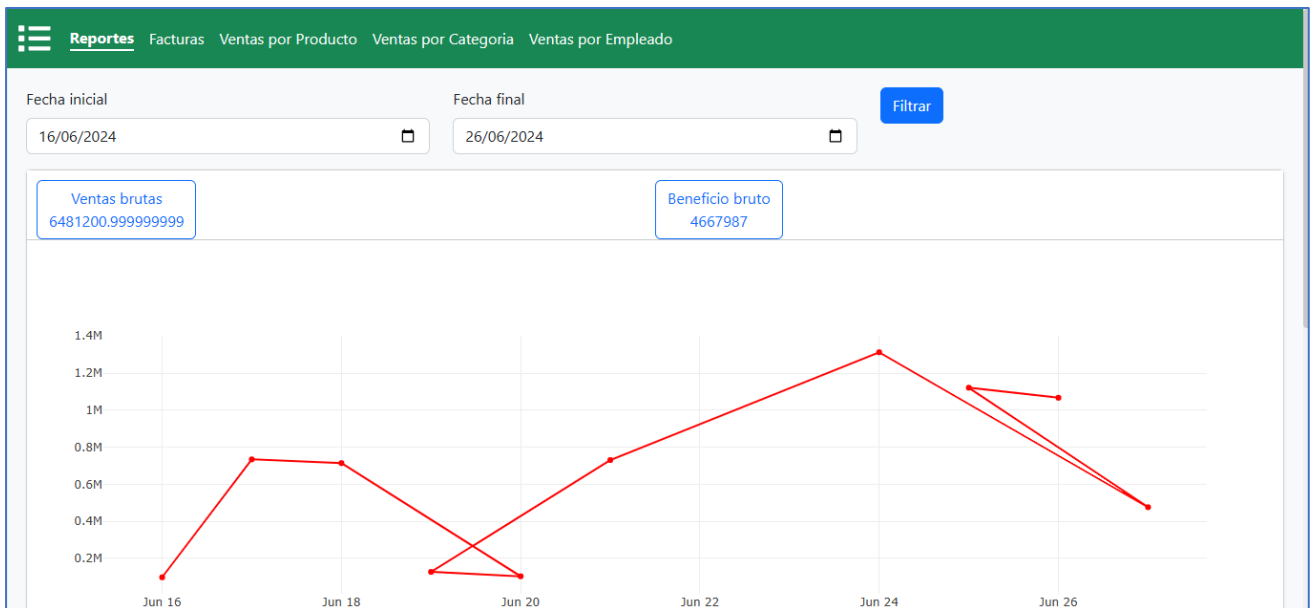 Reportes Facturas Ventas por Producto Ventas por Categoria Ventas por Empleado
Fecha inicial
16/06/2024
Fecha final
26/06/2024
Filtrar
Ventas brutas
6481200.999999999
Beneficio bruto
4667987
1.4M
1.2M
1M
0.8M
0.6M
0.4M
0.2M
Jun 16 Jun 18 Jun 20 Jun 22 Jun 24 Jun 26